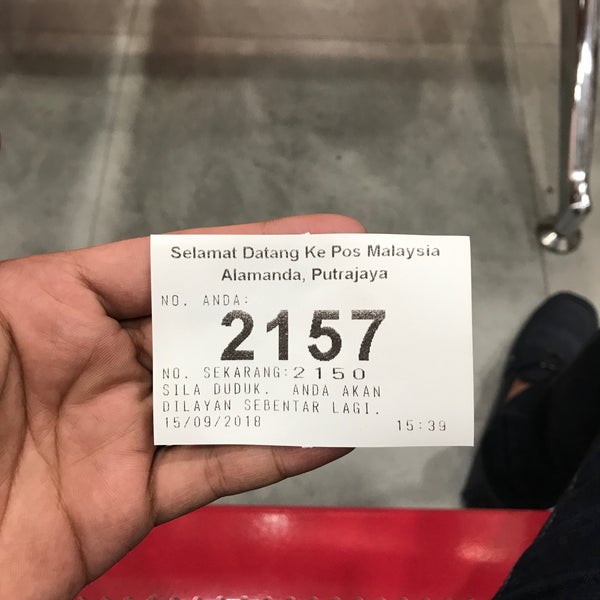 Selamat Datang Ke Pos Malaysia
Alamanda, Putrajaya
NO. ANDA:
2157
NO. SEKARANG:2150
SILA DUDUK. ANDA AKAN
DILAYAN SEBENTAR LAGI.
15/09/2018 15:39